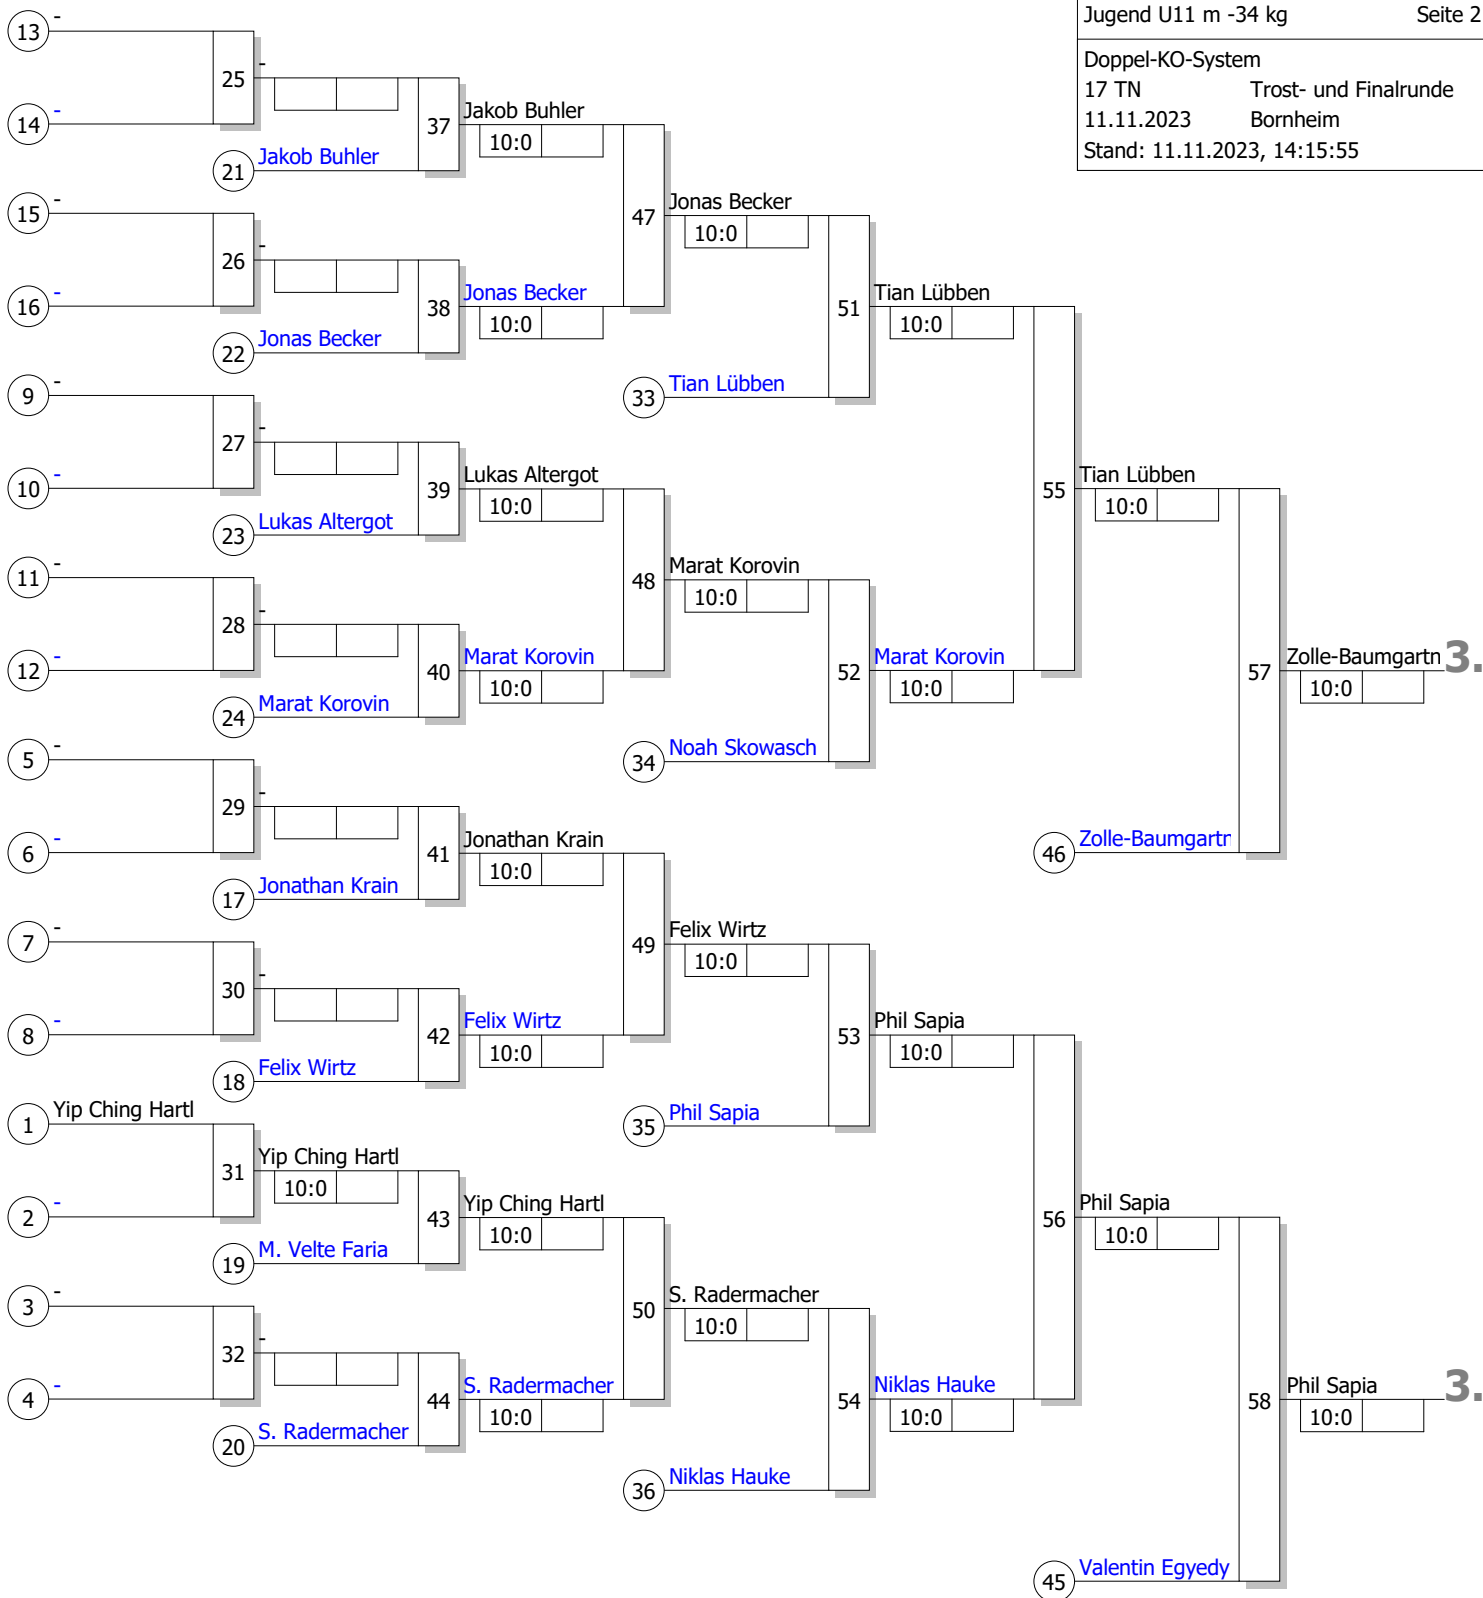 Jugend U11 m -34 kg Seite 2
Doppel-KO-System
17 TN Trost- und Finalrunde
11.11.2023 Bornheim
Stand: 11.11.2023, 14:15:55
13 -
25 -
14 -
37 Jakob Buhler
10:0
21 Jakob Buhler
15 -
47 Jonas Becker
10:0
26 -
16 -
38 Jonas Becker
10:0
22 Jonas Becker
51 Tian Lübben
10:0
33 Tian Lübben
9 -
27 -
10 -
39 Lukas Altergot
10:0
23 Lukas Altergot
55 Tian Lübben
10:0
11 -
48 Marat Korovin
10:0
28 -
12 -
40 Marat Korovin
10:0
24 Marat Korovin
52 Marat Korovin
10:0
34 Noah Skowasch
57 Zolle-Baumgartn 3.
10:0
46 Zolle-Baumgartn
5 -
29 -
6 -
41 Jonathan Krain
10:0
17 Jonathan Krain
7 -
49 Felix Wirtz
10:0
30 -
8 -
42 Felix Wirtz
10:0
18 Felix Wirtz
53 Phil Sapia
10:0
35 Phil Sapia
1 Yip Ching Hartl
31 Yip Ching Hartl
10:0
2 -
43 Yip Ching Hartl
10:0
19 M. Velte Faria
56 Phil Sapia
10:0
3 -
50 S. Radermacher
10:0
32 -
4 -
44 S. Radermacher
10:0
20 S. Radermacher
54 Niklas Hauke
10:0
36 Niklas Hauke
58 Phil Sapia 3.
10:0
45 Valentin Egyedy